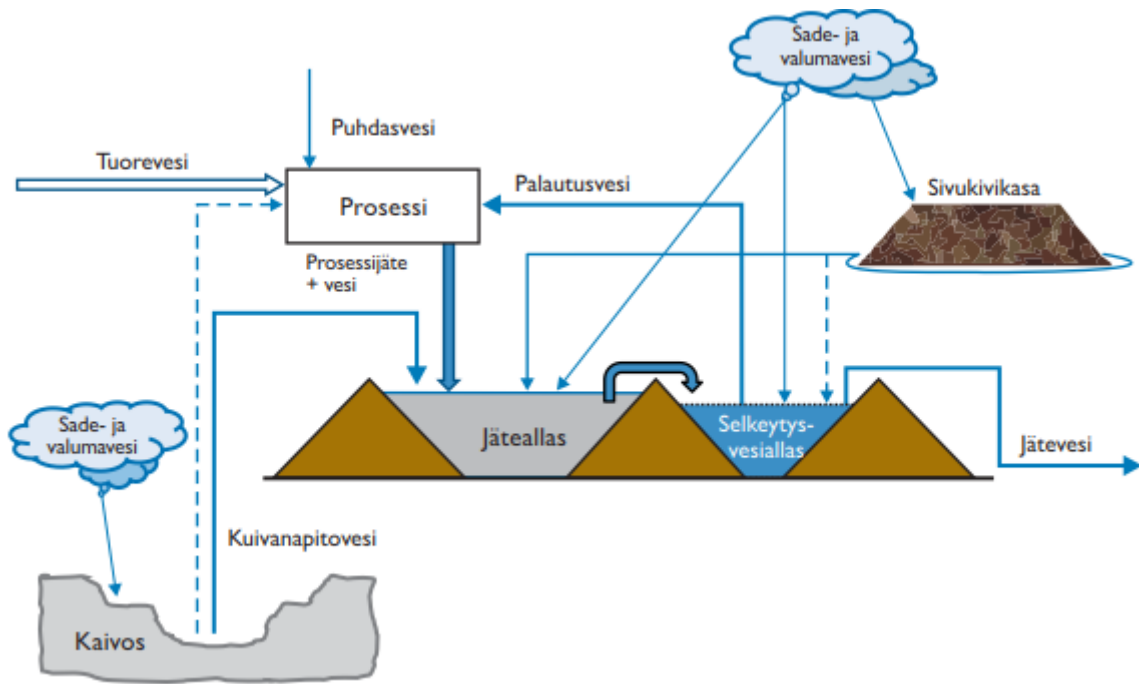 Sade- ja
valumavesi
Puhdasvesi
Tuorevesi
Palautusvesi
Sivukivikasa
Prosessi
Prosessijäte
+ vesi
Sade- ja
valumavesi
Jäteallas
Selkeytys-
vesiallas
Jätevesi
Kuivanapitovesi
Kaivos